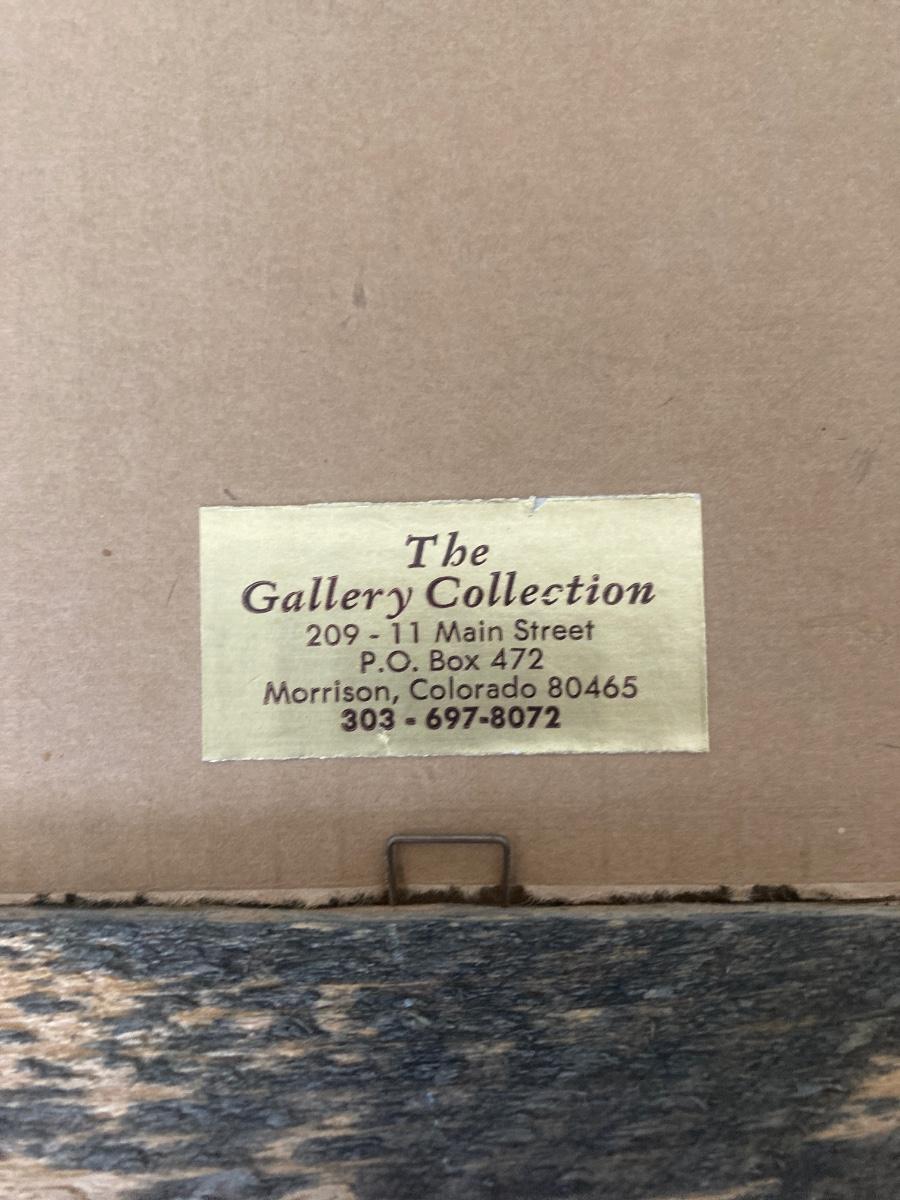 The
Gallery Collection
209 - 11 Main Street
P.O. Box 472
Morrison, Colorado 80465
303 - 697-8072